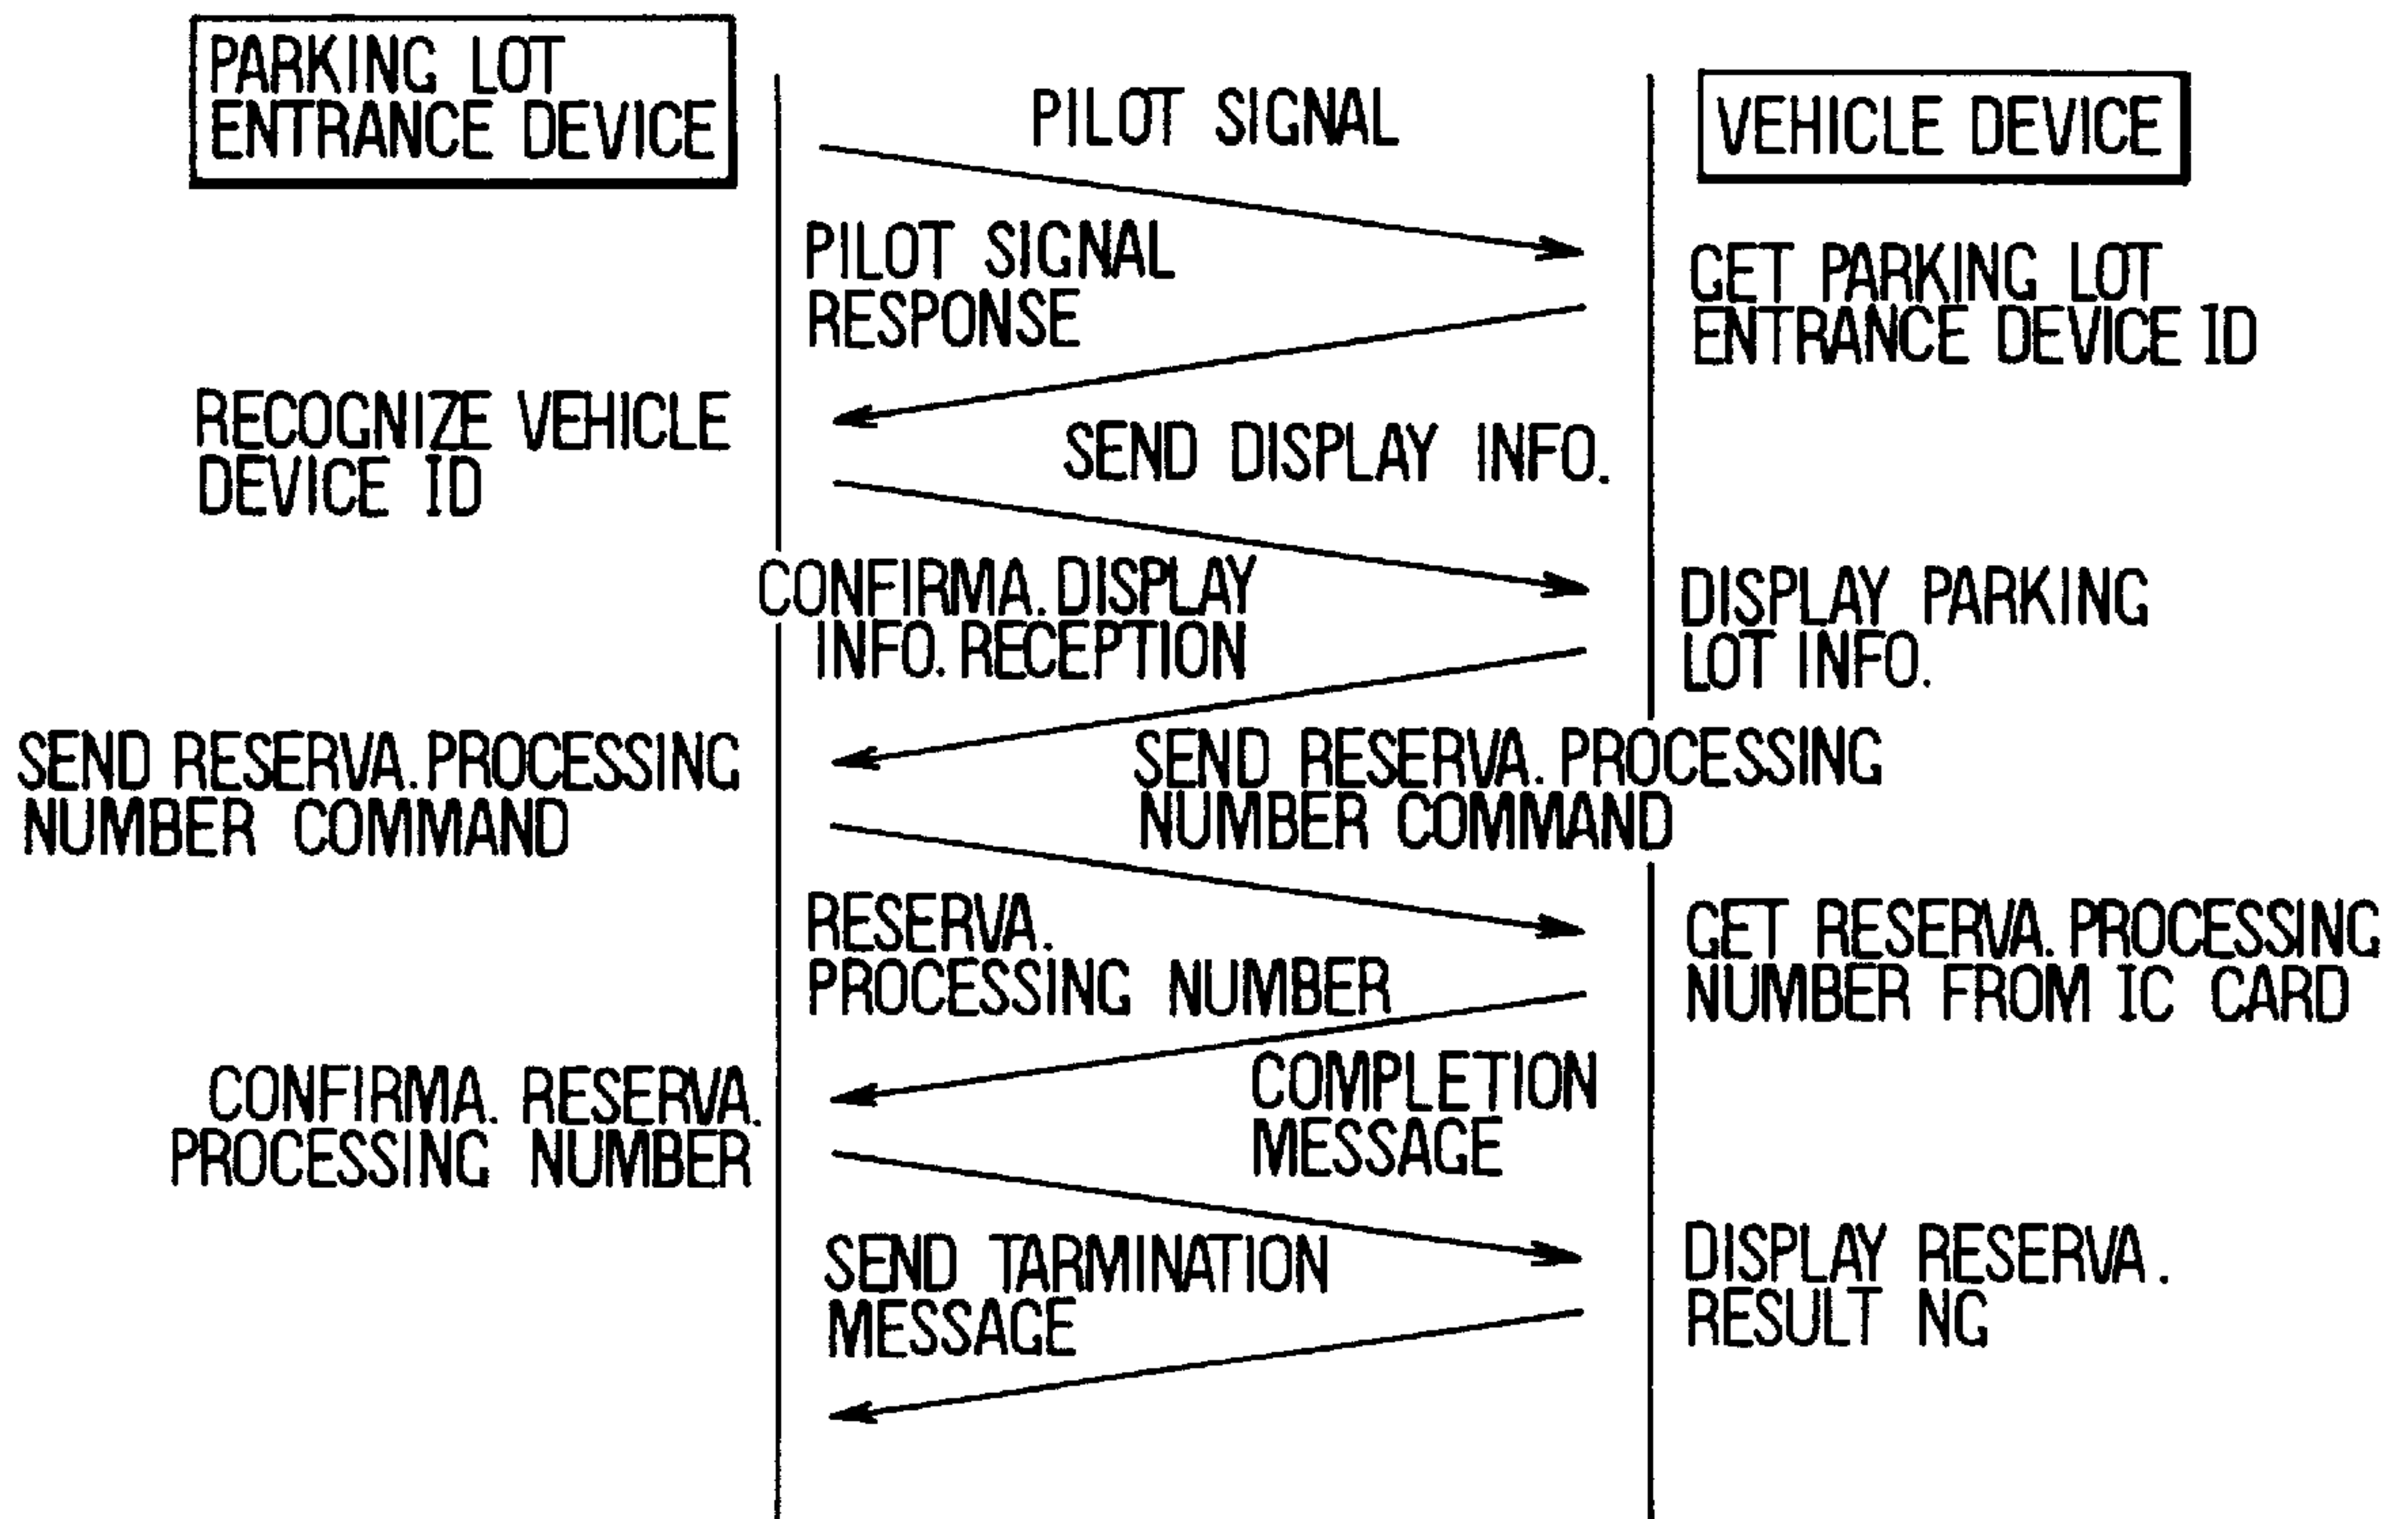 PARKING LOT
ENTRANCE DEVICE
PILOT SIGNAL
VEHICLE DEVICE
PILOT SIGNAL
RESPONSE
GET PARKING LOT
ENTRANCE DEVICE ID
RECOGNIZE VEHICLE
DEVICE ID
SEND DISPLAY INFO.
CONFIRMA. DISPLAY
INFO. RECEPTION
DISPLAY PARKING
LOT INFO.
SEND RESERVA. PROCESSING
NUMBER COMMAND
SEND RESERVA. PROCESSING
NUMBER COMMAND
RESERVA.
PROCESSING NUMBER
GET RESERVA. PROCESSING
NUMBER FROM IC CARD
CONFIRMA. RESERVA.
PROCESSING NUMBER
COMPLETION
MESSAGE
SEND TARMINATION
MESSAGE
DISPLAY RESERVA.
RESULT NG